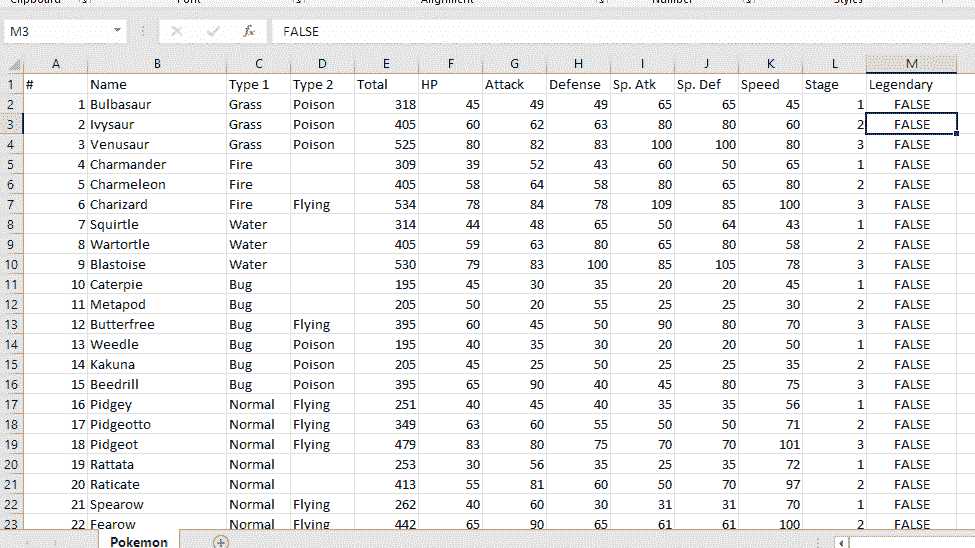 Clipboard Font Alignment Number Styles
M3 fx FALSE
A B C D E F G H I J K L M
1 # Name Type 1 Type 2 Total HP Attack Defense Sp. Atk Sp. Def Speed Stage Legendary
2 1 Bulbasaur Grass Poison 318 45 49 49 65 65 45 1 FALSE
3 2 Ivysaur Grass Poison 405 60 62 63 80 80 60 2 FALSE
4 3 Venusaur Grass Poison 525 80 82 83 100 100 80 3 FALSE
5 4 Charmander Fire 309 39 52 43 60 50 65 1 FALSE
6 5 Charmeleon Fire 405 58 64 58 80 65 80 2 FALSE
7 6 Charizard Fire Flying 534 78 84 78 109 85 100 3 FALSE
8 7 Squirtle Water 314 44 48 65 50 64 43 1 FALSE
9 8 Wartortle Water 405 59 63 80 65 80 58 2 FALSE
10 9 Blastoise Water 530 79 83 100 85 105 78 3 FALSE
11 10 Caterpie Bug 195 45 30 35 20 20 45 1 FALSE
12 11 Metapod Bug 205 50 20 55 25 25 30 2 FALSE
13 12 Butterfree Bug Flying 395 60 45 50 90 80 70 3 FALSE
14 13 Weedle Bug Poison 195 40 35 30 20 20 50 1 FALSE
15 14 Kakuna Bug Poison 205 45 25 50 25 25 35 2 FALSE
16 15 Beedrill Bug Poison 395 65 90 40 45 80 75 3 FALSE
17 16 Pidgey Normal Flying 251 40 45 40 35 35 56 1 FALSE
18 17 Pidgeotto Normal Flying 349 63 60 55 50 50 71 2 FALSE
19 18 Pidgeot Normal Flying 479 83 80 75 70 70 101 3 FALSE
20 19 Rattata Normal 253 30 56 35 25 35 72 1 FALSE
21 20 Raticate Normal 413 55 81 60 50 70 97 2 FALSE
22 21 Spearow Normal Flying 262 40 60 30 31 31 70 1 FALSE
23 22 Fearow Normal Flying 442 65 90 65 61 61 100 2 FALSE
Pokemon